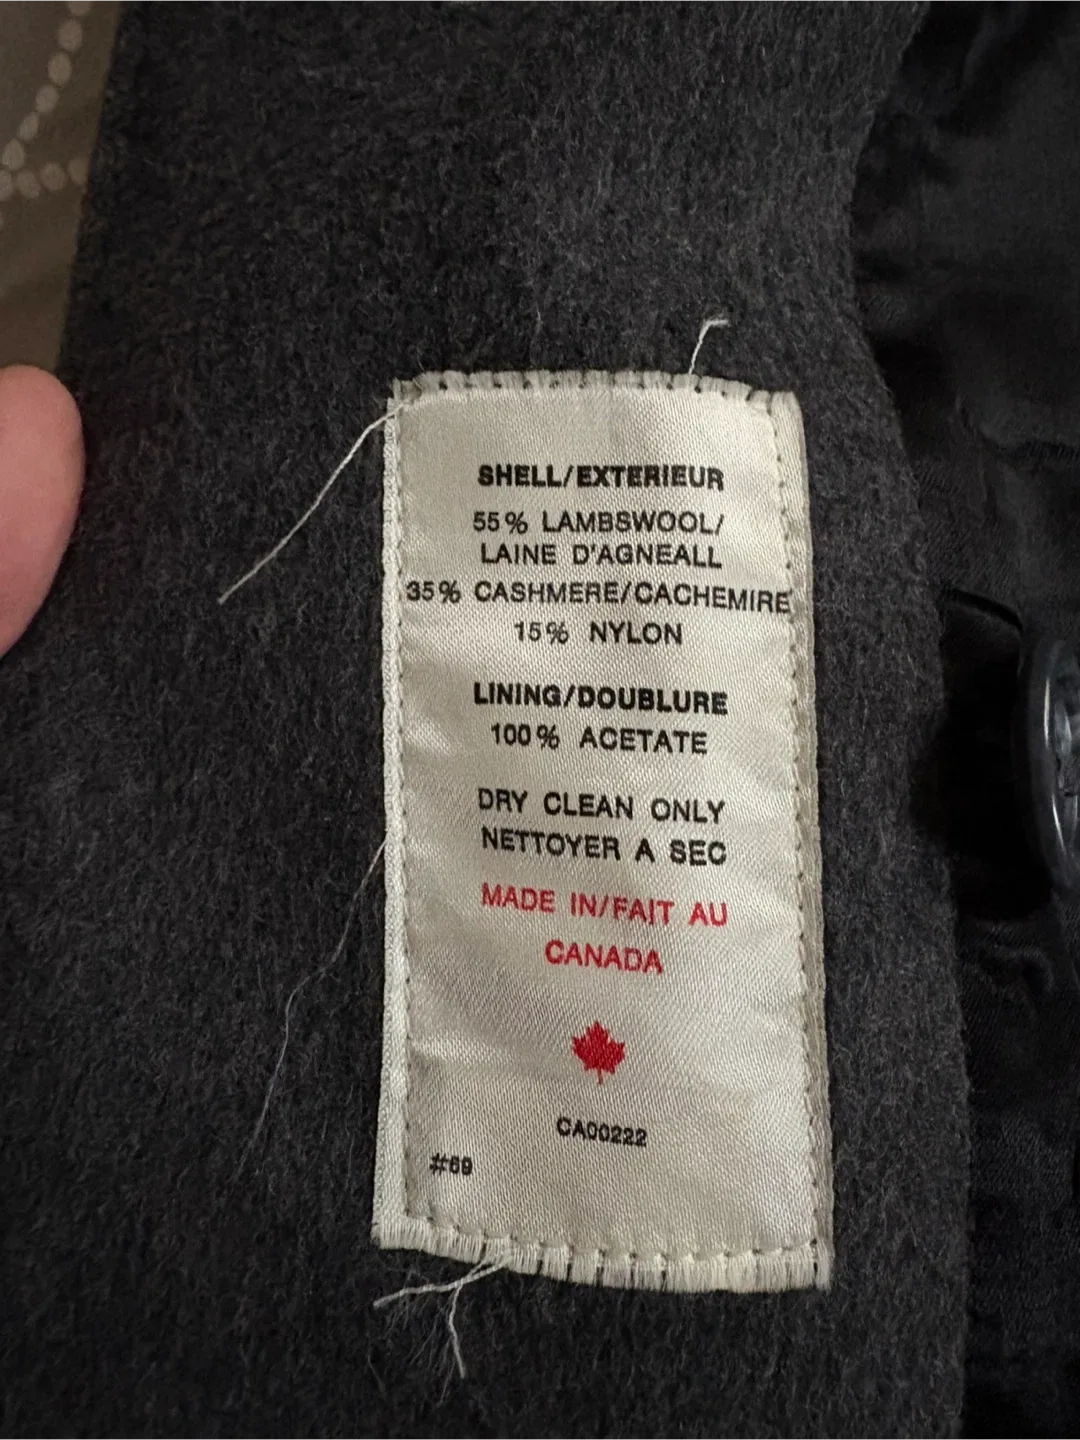 SHELL/EXTERIEUR
55% LAMBSWOOL/
LAINE D'AGNEALL
35% CASHMERE/CACHEMIRE
15% NYLON
LINING/DOUBLURE
100% ACETATE
DRY CLEAN ONLY
NETTOYER A SEC
MADE IN/FAIT AU
CANADA
CA00222
#69